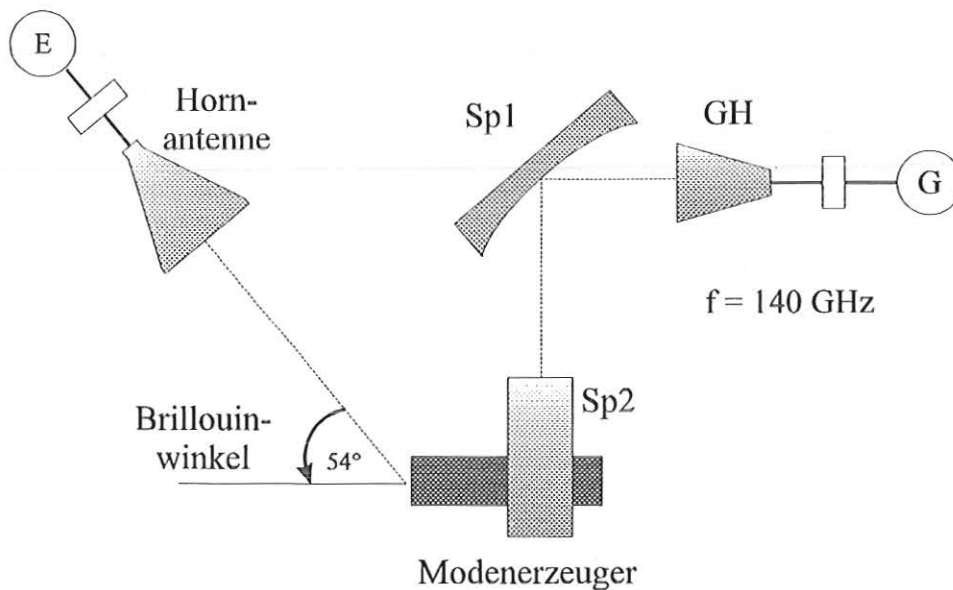 E
Horn-
antenne
Sp1
GH
G
f = 140 GHz
Sp2
Brillouin-
winkel
54°
Modenerzeuger